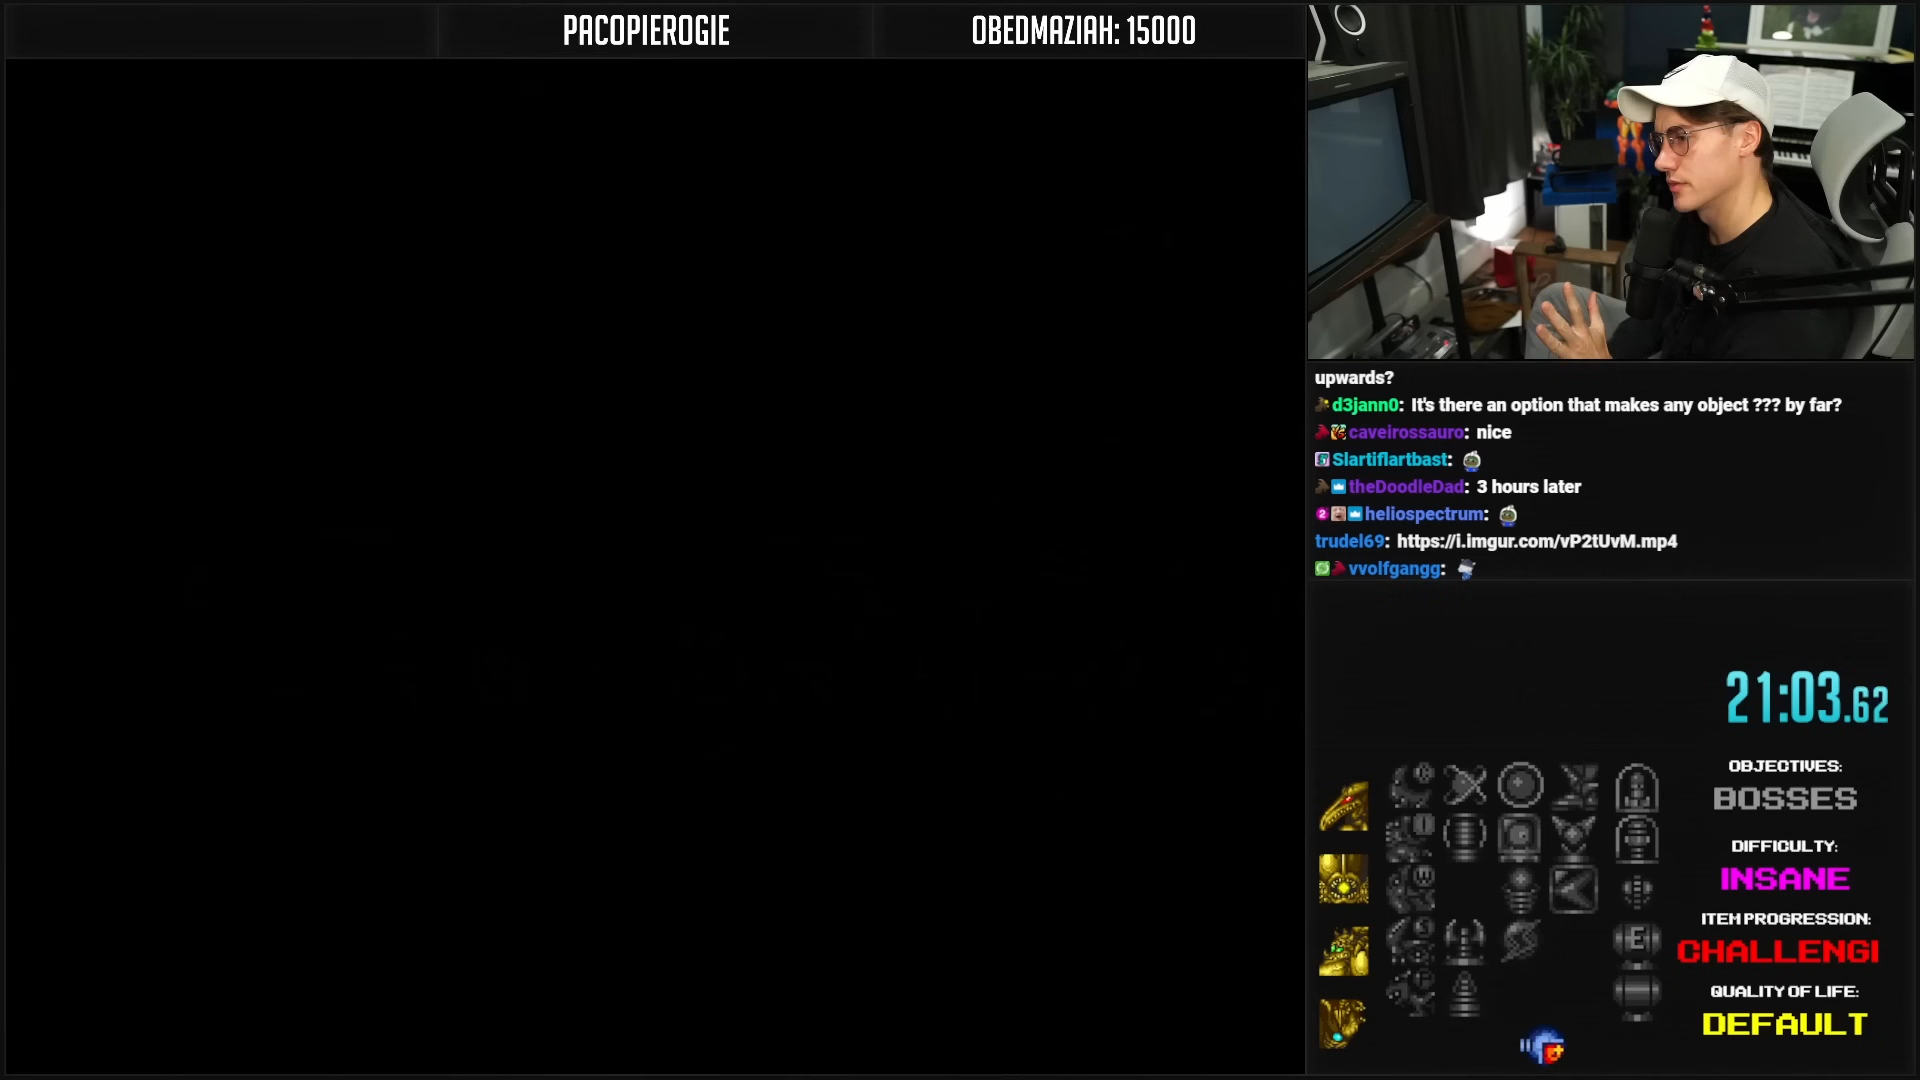 PACOPIEROGIE
OBEDMAZIAH: 15000
upwards?
d3jann0: It's there an option that makes any object ??? by far?
caveirossauro: nice
Slartiflartbast:
theDoodleDad: 3 hours later
2 heliospectrum:
trudel69: https://i.imgur.com/vP2tUvM.mp4
vvolfgangg:
21:03.62
OBJECTIVES:
BOSSES
DIFFICULTY:
INSANE
ITEM PROGRESSION:
CHALLENGI
QUALITY OF LIFE:
DEFAULT
E